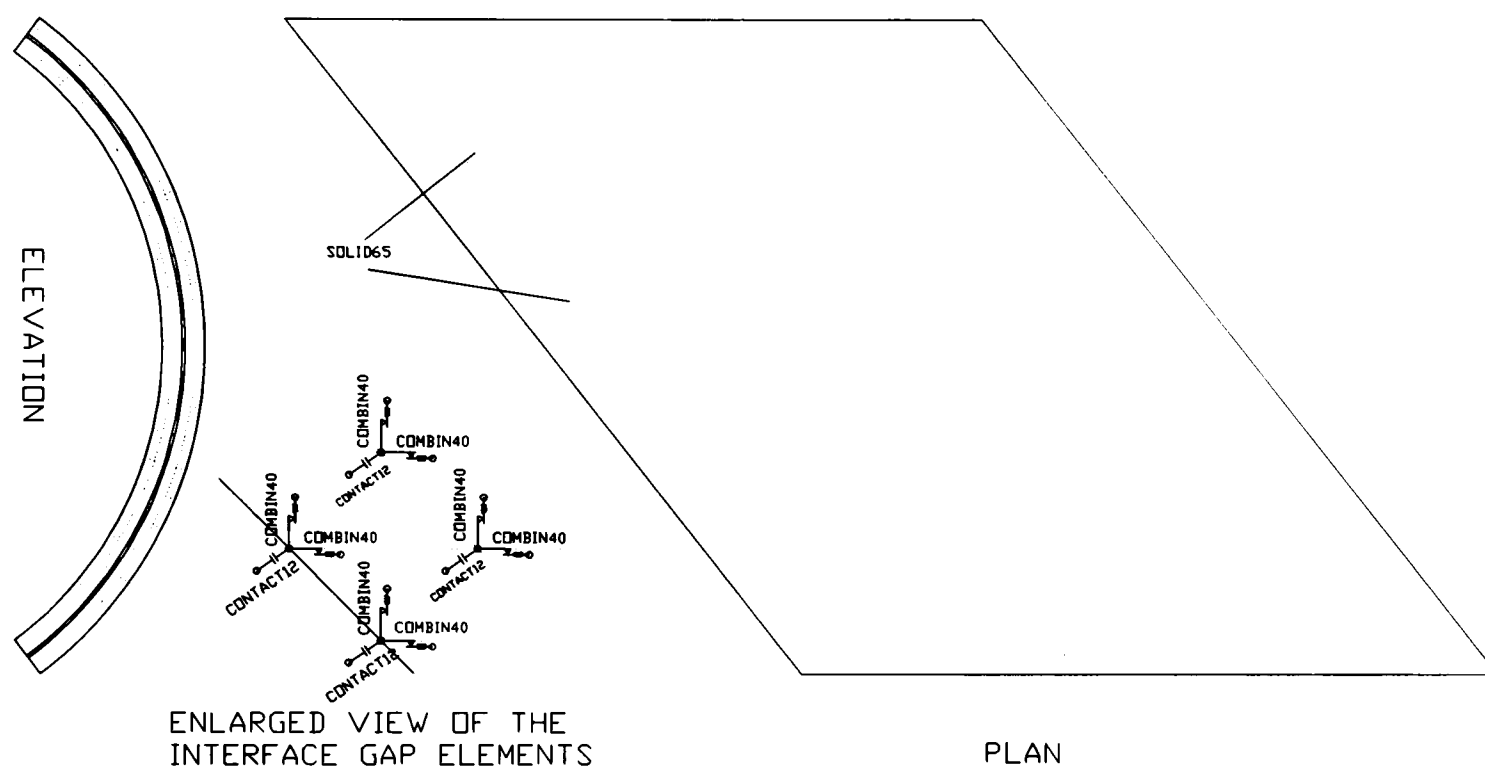 ELEVATION
SOLID65
COMBIN40
COMBIN40
CONTACT12
COMBIN40
COMBIN40
CONTACT12
COMBIN40
COMBIN40
CONTACT12
COMBIN40
COMBIN40
CONTACT12
ENLARGED VIEW OF THE
INTERFACE GAP ELEMENTS
PLAN